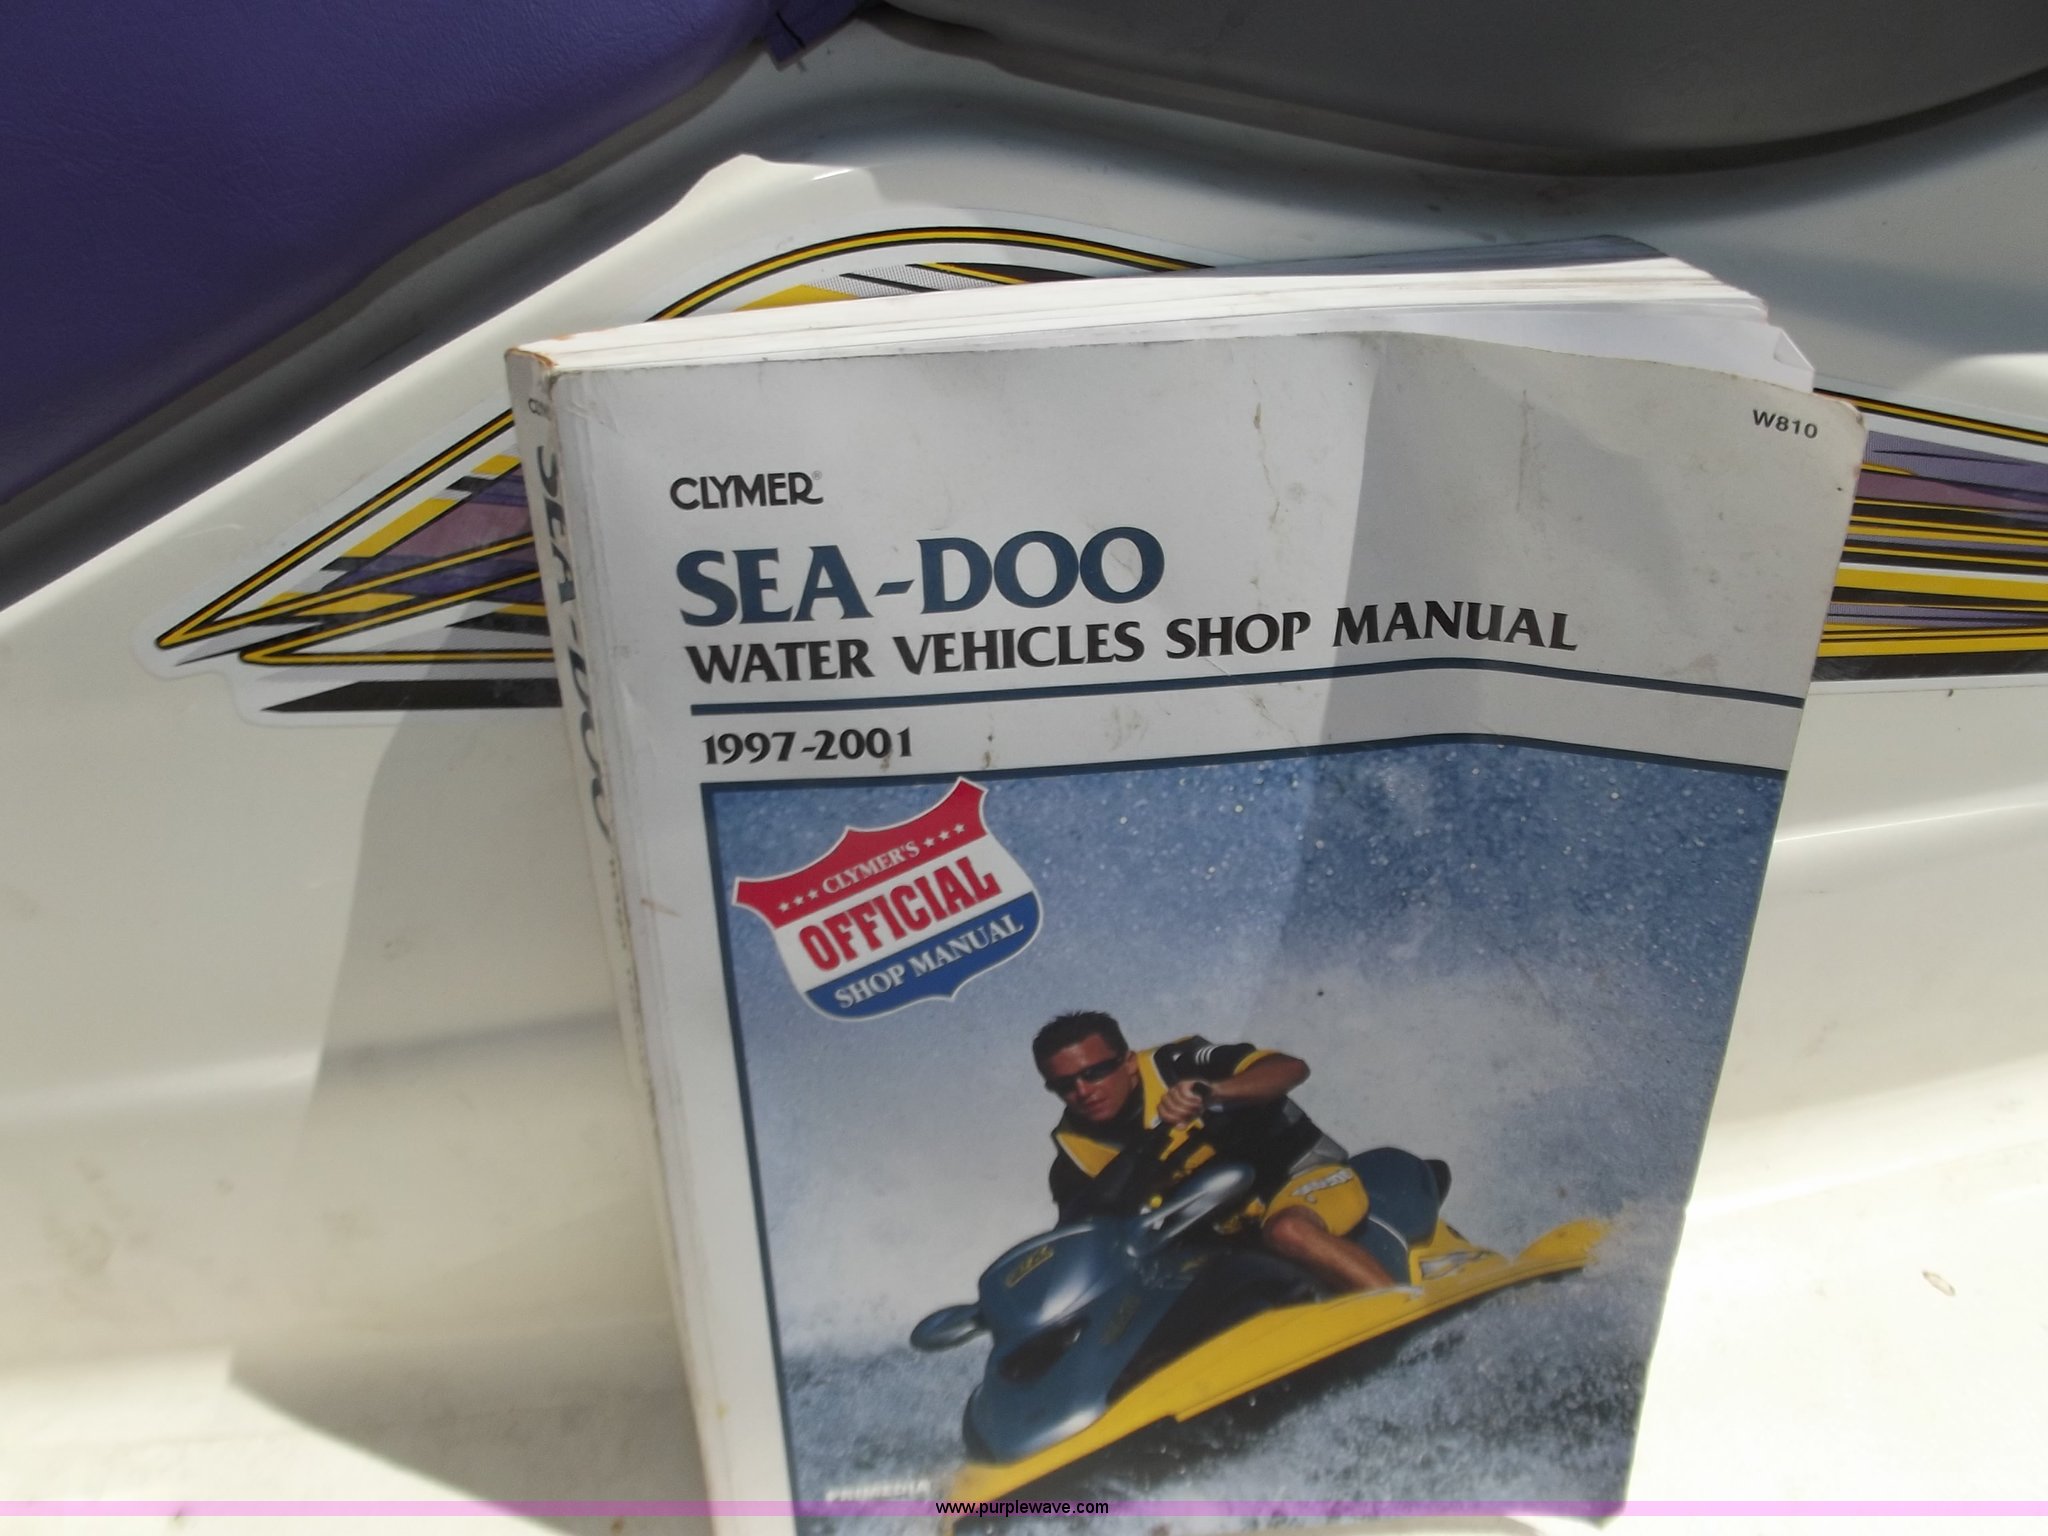 W810
CLYMER®
SEA-DOO
WATER VEHICLES SHOP MANUAL
1997-2001
CLYMER'S
OFFICIAL
SHOP MANUAL
SEA-DOO
PRIMEDIA
www.purplewave.com